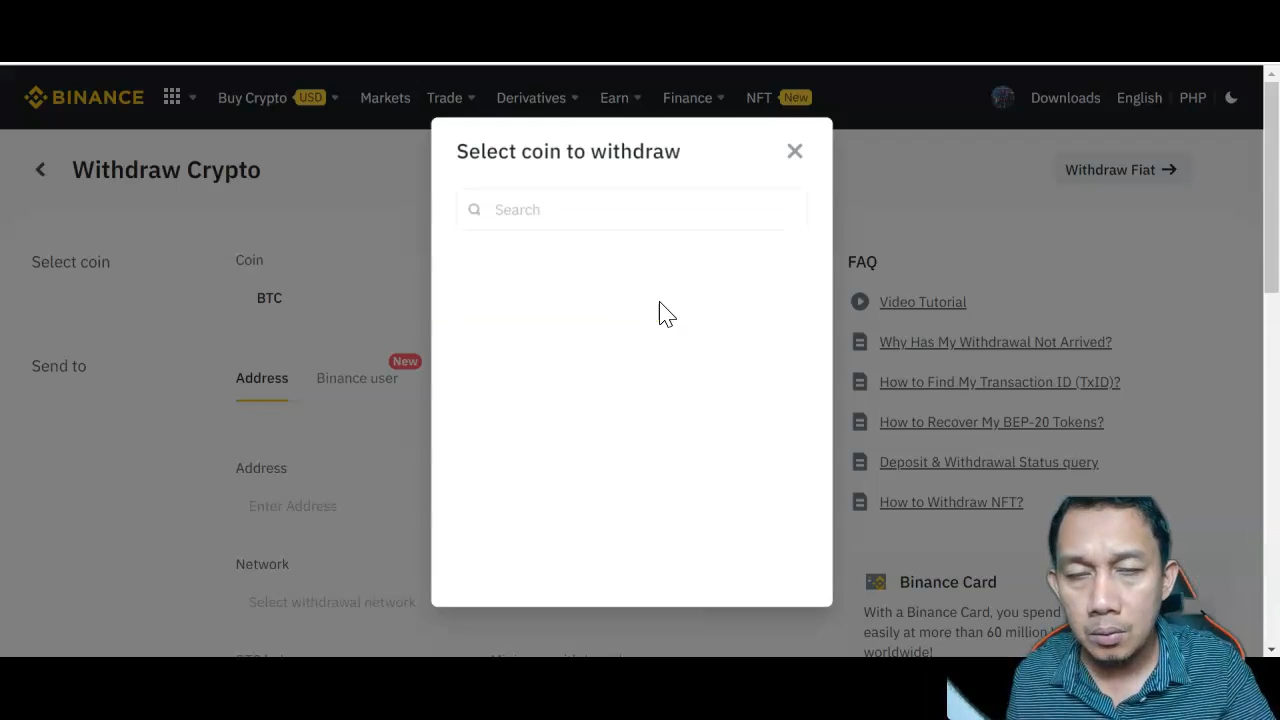 BINANCE
Buy Crypto USD
Markets
Trade
Derivatives
Earn
Finance
NFT New
Downloads
English
PHP
Withdraw Crypto
Withdraw Fiat →
Select coin to withdraw
Search
Select coin
Coin
BTC
Send to
New
Address
Binance user
Address
Enter Address
Network
Select withdrawal network
FAQ
Video Tutorial
Why Has My Withdrawal Not Arrived?
How to Find My Transaction ID (TxID)?
How to Recover My BEP-20 Tokens?
Deposit & Withdrawal Status query
How to Withdraw NFT?
Binance Card
With a Binance Card, you spend
easily at more than 60 million
worldwide!